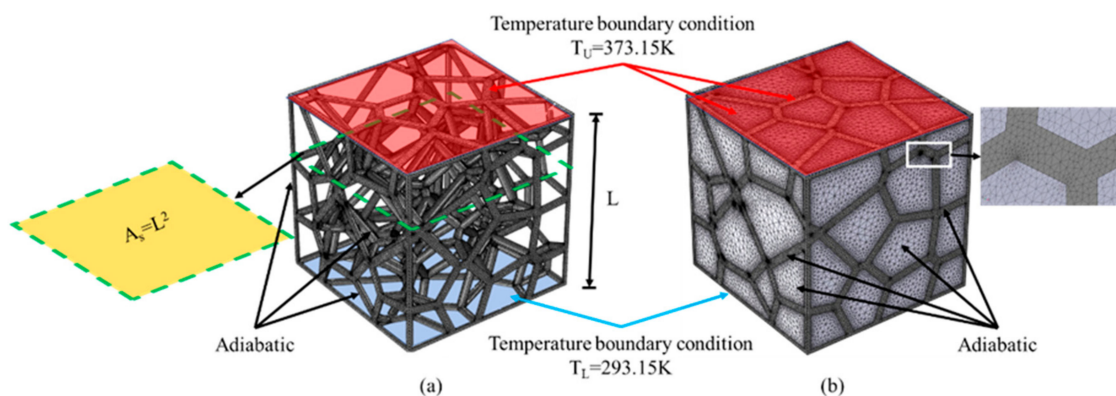 Temperature boundary condition
T_U=373.15K
A_s=L²
L
Adiabatic
Temperature boundary condition
T_L=293.15K
Adiabatic
(a)
(b)